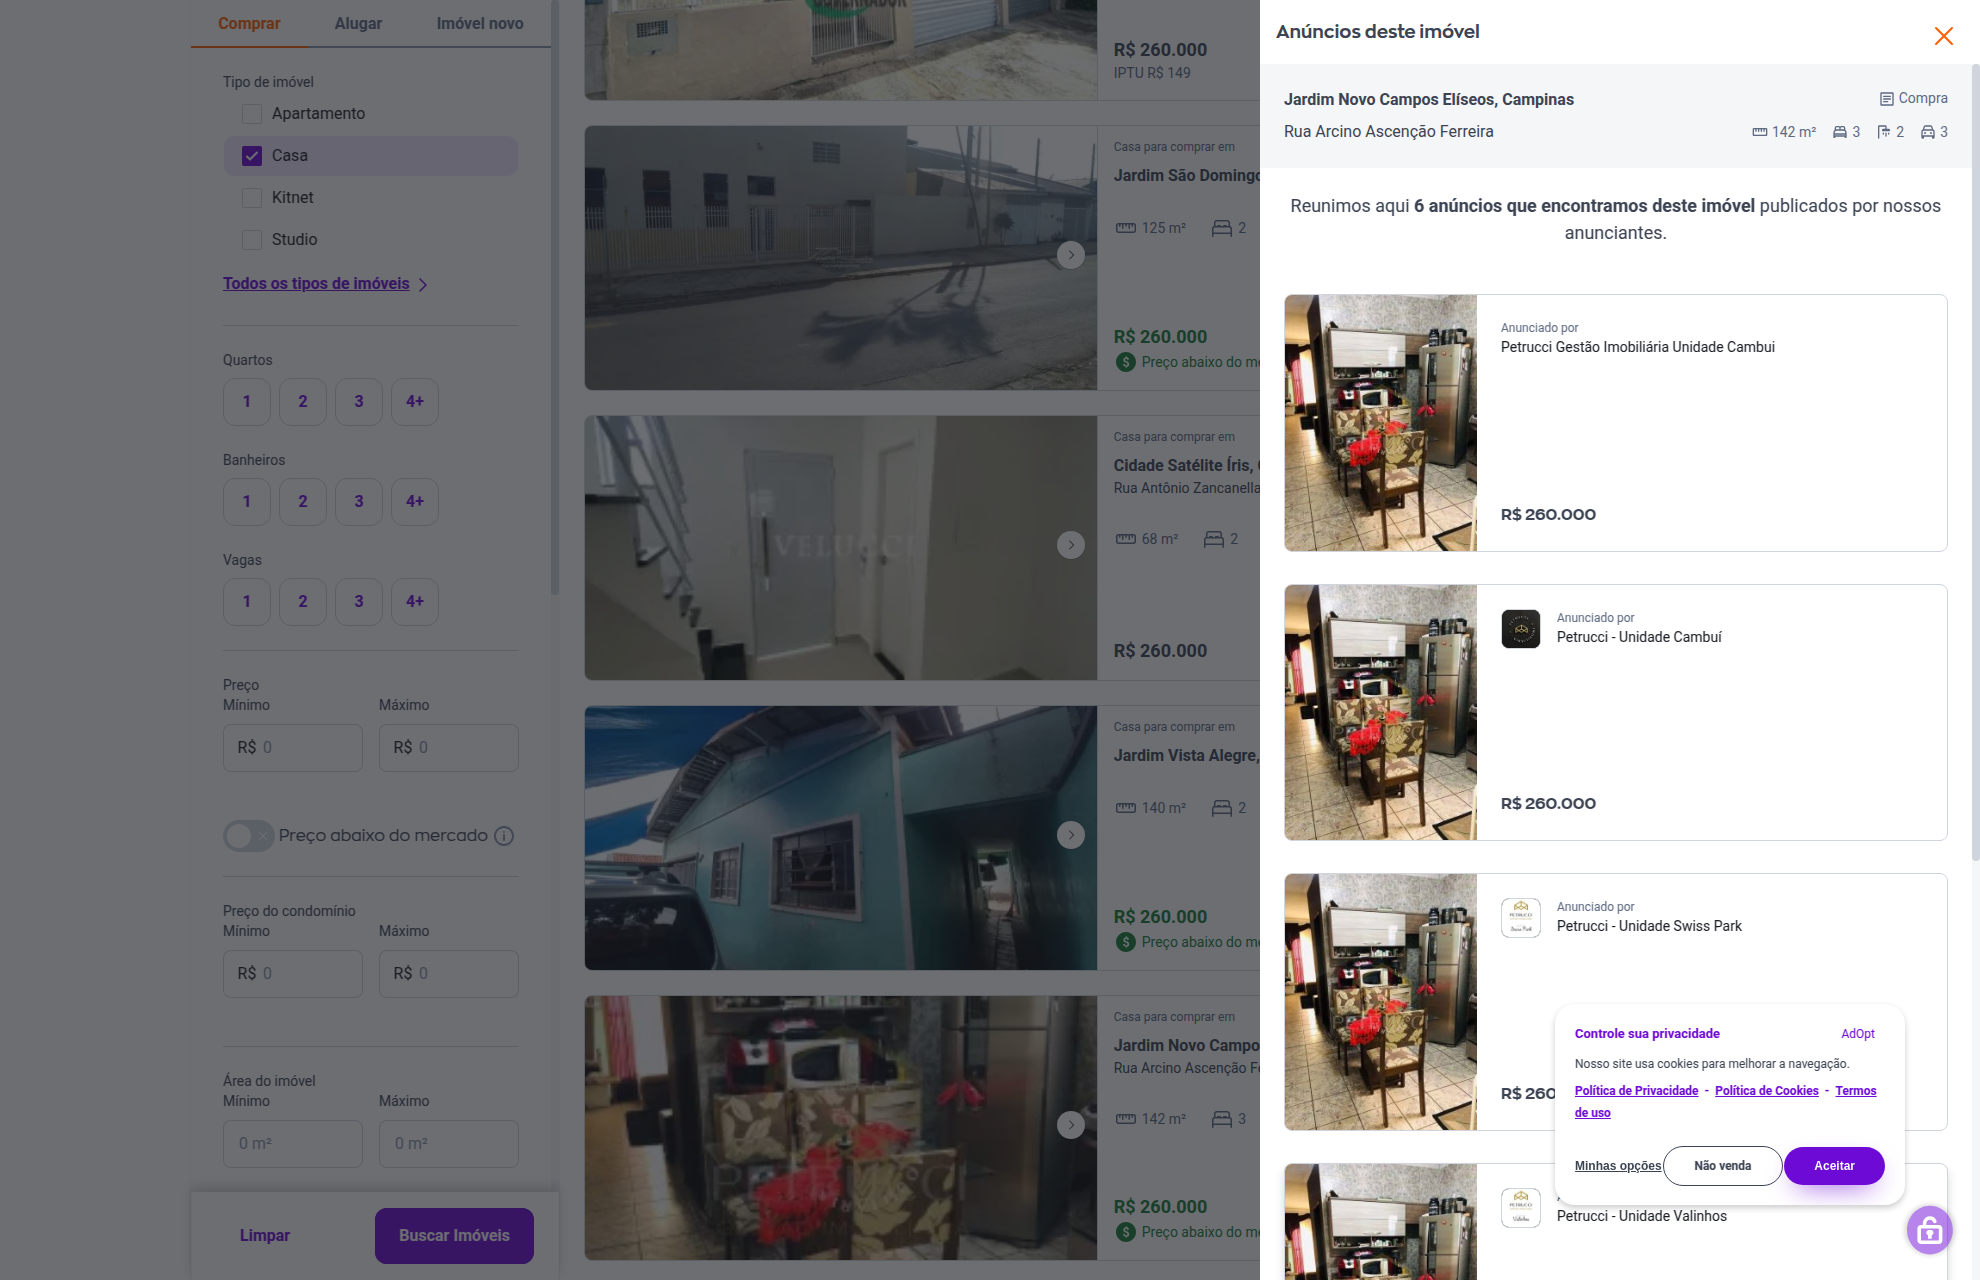 Comprar
Alugar
Imóvel novo
Tipo de imóvel
Apartamento
Casa
Kitnet
Studio
Todos os tipos de imóveis
Quartos
1
2
3
4+
Banheiros
1
2
3
4+
Vagas
1
2
3
4+
Preço
Mínimo
Máximo
R$ 0
R$ 0
Preço abaixo do mercado
Preço do condomínio
Mínimo
Máximo
R$ 0
R$ 0
Área do imóvel
Mínimo
Máximo
0 m²
0 m²
Limpar
Buscar Imóveis
R$ 260.000
IPTU R$ 149
Casa para comprar em
Jardim São Domingo
125 m²
2
R$ 260.000
Preço abaixo do me
Casa para comprar em
Cidade Satélite Íris,
Rua Antônio Zancanella
68 m²
2
VELUCCI
R$ 260.000
Casa para comprar em
Jardim Vista Alegre,
140 m²
2
R$ 260.000
Preço abaixo do me
Casa para comprar em
Jardim Novo Campo
Rua Arcino Ascenção F
142 m²
3
R$ 260.000
Preço abaixo do me
Anúncios deste imóvel
Jardim Novo Campos Elíseos, Campinas
Compra
Rua Arcino Ascenção Ferreira
142 m²
3
2
3
Reunimos aqui 6 anúncios que encontramos deste imóvel publicados por nossos
anunciantes.
Anunciado por
Petrucci Gestão Imobiliária Unidade Cambui
R$ 260.000
Anunciado por
Petrucci - Unidade Cambuí
R$ 260.000
Anunciado por
Petrucci - Unidade Swiss Park
R$ 260
Controle sua privacidade
AdOpt
Nosso site usa cookies para melhorar a navegação.
Política de Privacidade - Política de Cookies - Termos
de uso
Minhas opções
Não venda
Aceitar
Petrucci - Unidade Valinhos